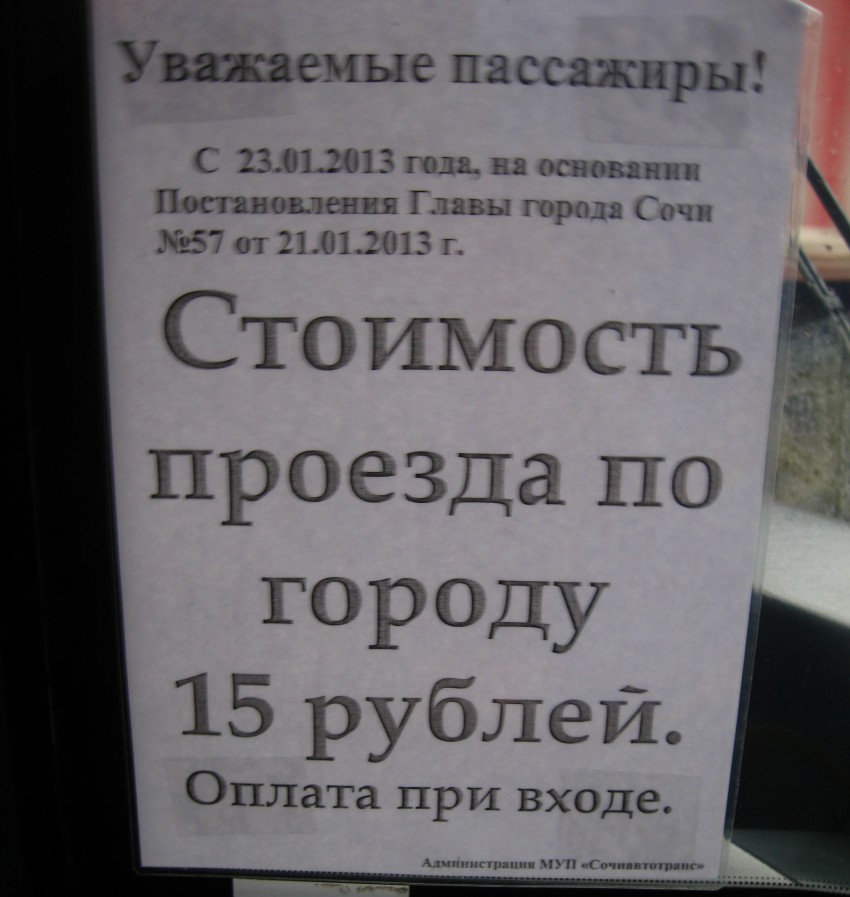 Уважаемые пассажиры!
С 23.01.2013 года, на основании
Постановления Главы города Сочи
№57 от 21.01.2013 г.
Стоимость
проезда по
городу
15 рублей.
Оплата при входе.
Администрация МУП «Сочиавтотранс»